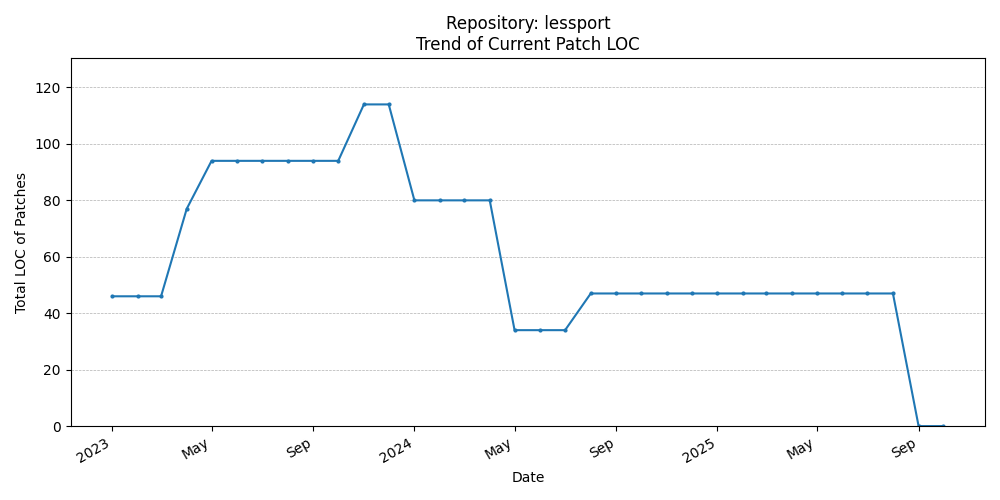 Repository: lessport
Trend of Current Patch LOC
Total LOC of Patches
120
100
80
60
40
20
0
2023
May
Sep
2024
May
Sep
2025
May
Sep
Date